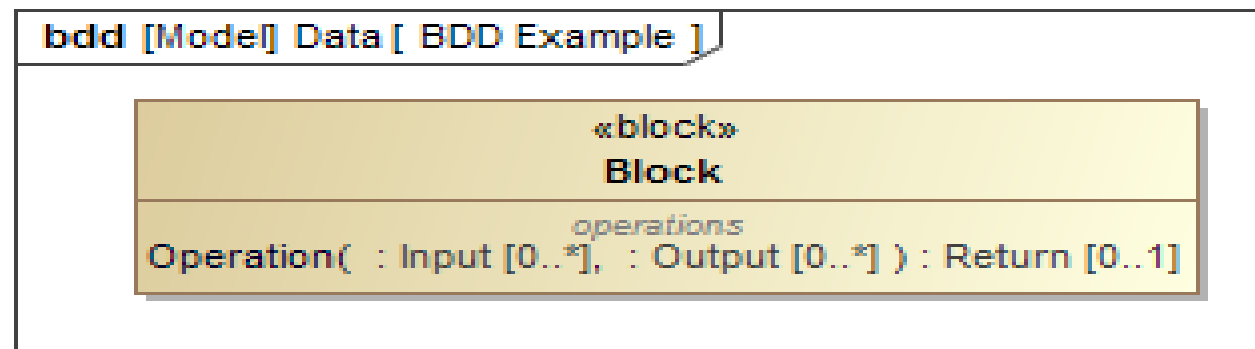 bdd [Model] Data [ BDD Example ]
«block»
Block
operations
Operation( : Input [0..*], : Output [0..*] ) : Return [0..1]